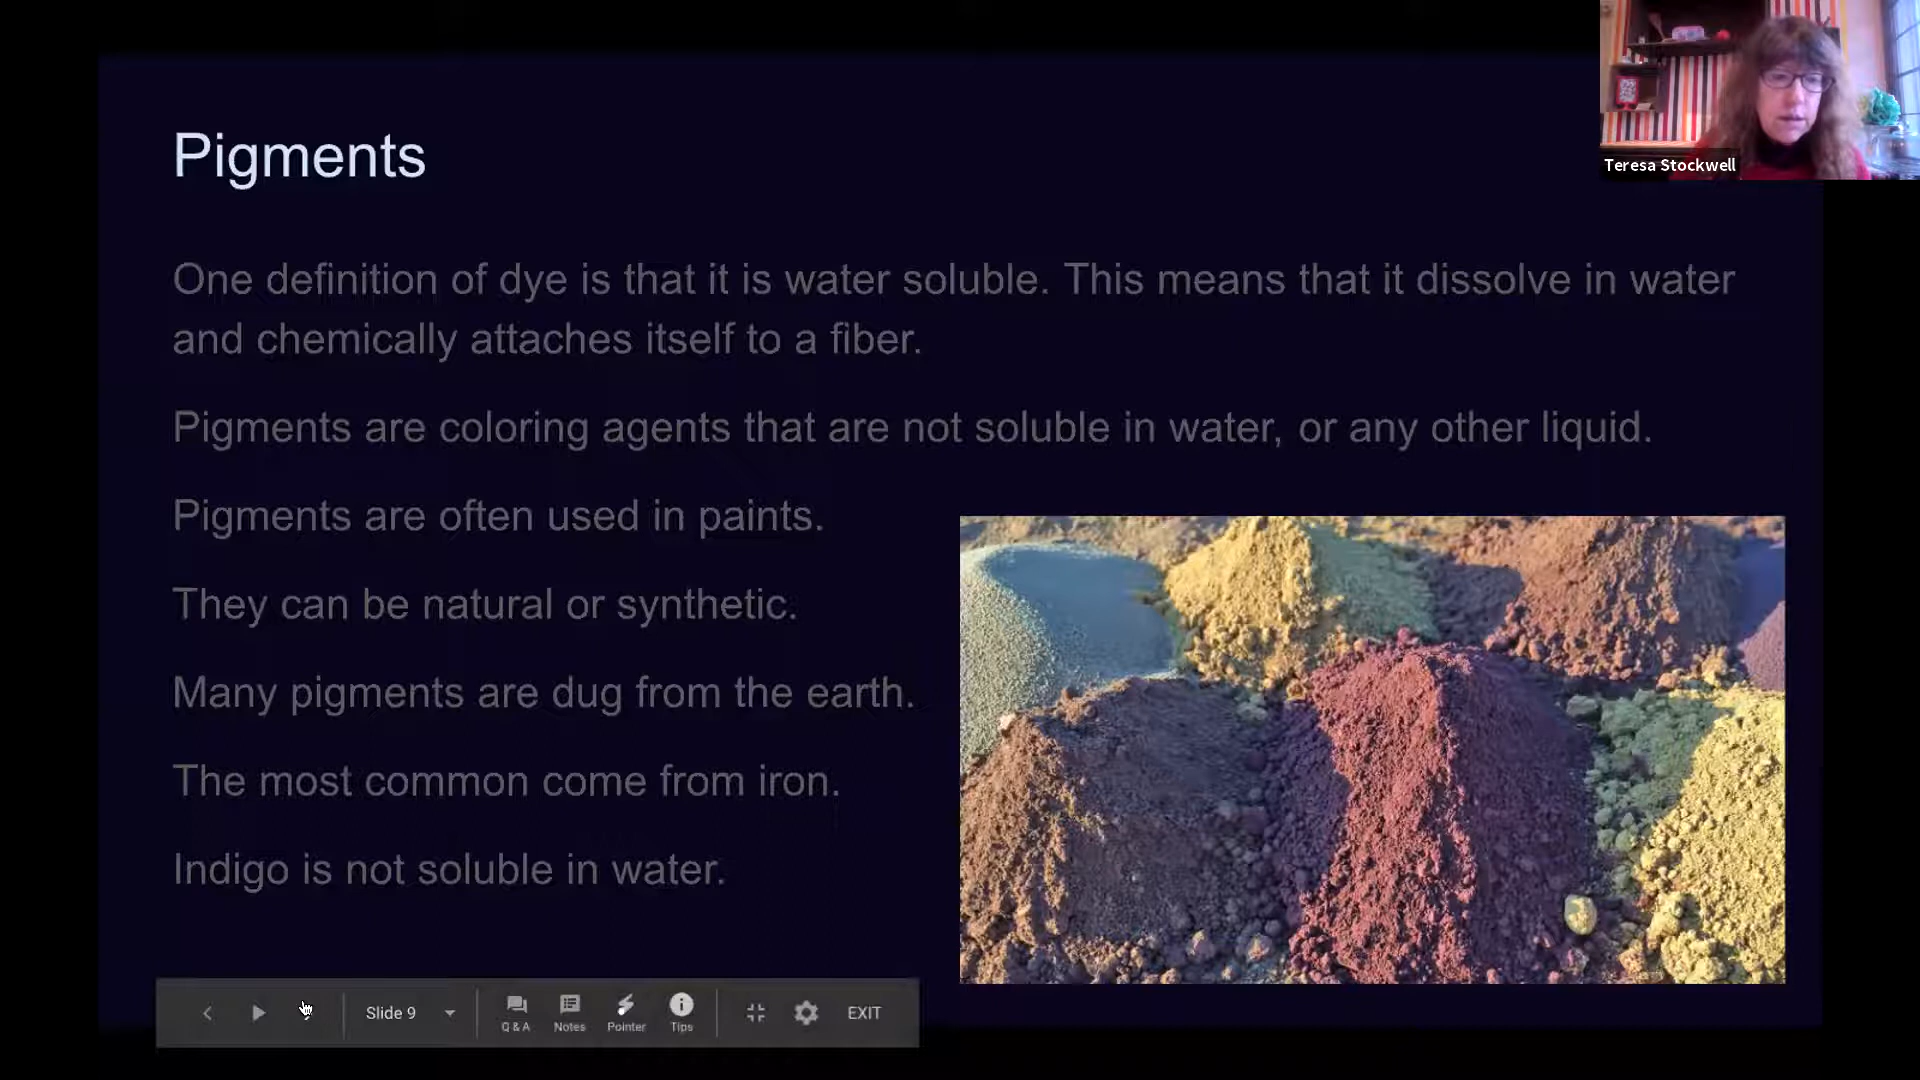 Pigments
Teresa Stockwell
One definition of dye is that it is water soluble. This means that it dissolve in water
and chemically attaches itself to a fiber.
Pigments are coloring agents that are not soluble in water, or any other liquid.
Pigments are often used in paints.
They can be natural or synthetic.
Many pigments are dug from the earth.
The most common come from iron.
Indigo is not soluble in water.
Slide 9
Q & A
Notes
Pointer
Tips
EXIT